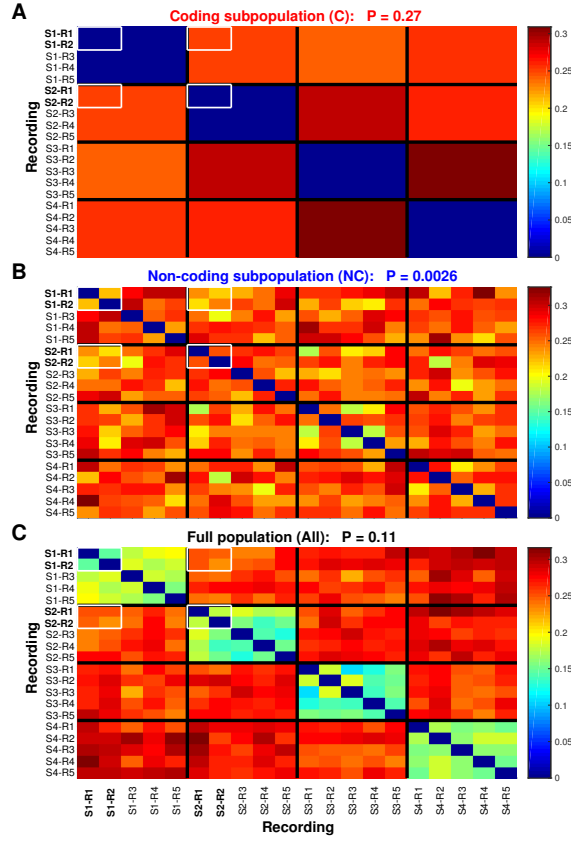 A
Coding subpopulation (C): P = 0.27
S1-R1
S1-R2
S1-R3
S1-R4
S1-R5
S2-R1
S2-R2
S2-R3
S2-R4
S2-R5
S3-R1
S3-R2
S3-R3
S3-R4
S3-R5
S4-R1
S4-R2
S4-R3
S4-R4
S4-R5
Recording
0.3
0.25
0.2
0.15
0.1
0.05
0
B
Non-coding subpopulation (NC): P = 0.0026
S1-R1
S1-R2
S1-R3
S1-R4
S1-R5
S2-R1
S2-R2
S2-R3
S2-R4
S2-R5
S3-R1
S3-R2
S3-R3
S3-R4
S3-R5
S4-R1
S4-R2
S4-R3
S4-R4
S4-R5
Recording
0.3
0.25
0.2
0.15
0.1
0.05
0
C
Full population (All): P = 0.11
S1-R1
S1-R2
S1-R3
S1-R4
S1-R5
S2-R1
S2-R2
S2-R3
S2-R4
S2-R5
S3-R1
S3-R2
S3-R3
S3-R4
S3-R5
S4-R1
S4-R2
S4-R3
S4-R4
S4-R5
Recording
0.3
0.25
0.2
0.15
0.1
0.05
0
S1-R1
S1-R2
S1-R3
S1-R4
S1-R5
S2-R1
S2-R2
S2-R3
S2-R4
S2-R5
S3-R1
S3-R2
S3-R3
S3-R4
S3-R5
S4-R1
S4-R2
S4-R3
S4-R4
S4-R5
Recording